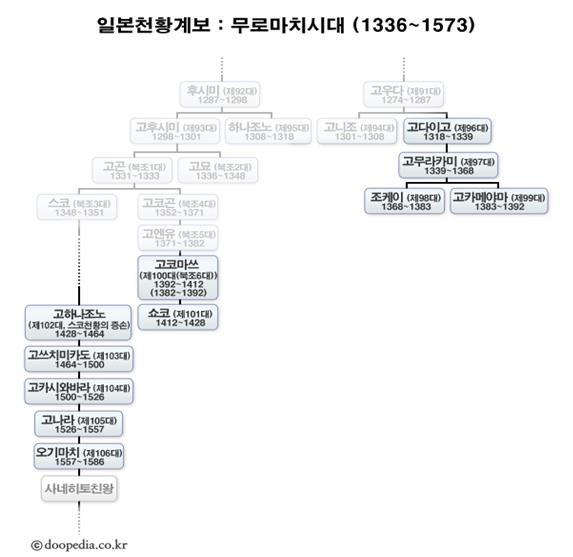 일본천황계보 : 무로마치시대 (1336~1573)
후시미 (제92대)
1287~1298
고우다 (제91대)
1274~1287
고후시미 (제93대)
1298~1301
하나조노 (제95대)
1308~1318
고니조 (제94대)
1301~1308
고다이고 (제96대)
1318~1339
고곤 (북조1대)
1331~1333
고묘 (북조2대)
1336~1348
고무라카미 (제97대)
1339~1368
스코 (북조3대)
1348~1351
고코곤 (북조4대)
1352~1371
조케이 (제98대)
1368~1383
고카메야마 (제99대)
1383~1392
고엔유 (북조5대)
1371~1382
고코마쓰
(제100대(북조6대))
1392~1412
(1382~1392)
쇼코 (제101대)
1412~1428
고하나조노
(제102대, 스코천황의 증손)
1428~1464
고쓰치미카도 (제103대)
1464~1500
고카시와바라 (제104대)
1500~1526
고나라 (제105대)
1526~1557
오기마치 (제106대)
1557~1586
사네히토친왕
ⓒ doopedia.co.kr